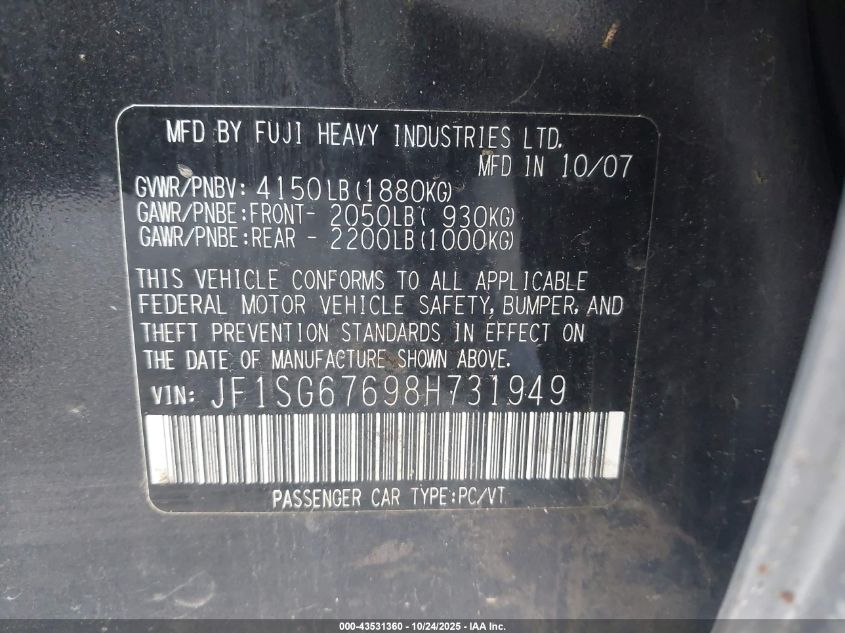 MFD BY FUJI HEAVY INDUSTRIES LTD.
MFD IN 10/07
GVWR/PNBV: 4150LB(1880KG)
GAWR/PNBE:FRONT- 2050LB( 930KG)
GAWR/PNBE:REAR - 2200LB(1000KG)
THIS VEHICLE CONFORMS TO ALL APPLICABLE
FEDERAL MOTOR VEHICLE SAFETY, BUMPER, AND
THEFT PREVENTION STANDARDS IN EFFECT ON
THE DATE OF MANUFACTURE SHOWN ABOVE.
VIN: JF1SG67698H731949
PASSENGER CAR TYPE:PC/VT
000-43531360 - 10/24/2025 - IAA Inc.